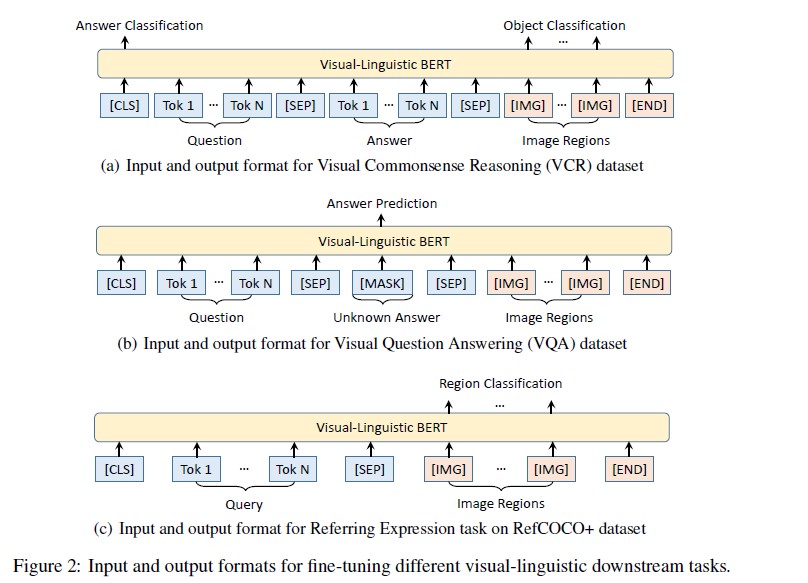 Answer Classification
Object Classification
...
Visual-Linguistic BERT
[CLS] Tok 1 ... Tok N [SEP] Tok 1 ... Tok N [SEP] [IMG] ... [IMG] [END]
Question Answer Image Regions
(a) Input and output format for Visual Commonsense Reasoning (VCR) dataset
Answer Prediction
Visual-Linguistic BERT
[CLS] Tok 1 ... Tok N [SEP] [MASK] [SEP] [IMG] ... [IMG] [END]
Question Unknown Answer Image Regions
(b) Input and output format for Visual Question Answering (VQA) dataset
Region Classification
...
Visual-Linguistic BERT
[CLS] Tok 1 ... Tok N [SEP] [IMG] ... [IMG] [END]
Query Image Regions
(c) Input and output format for Referring Expression task on RefCOCO+ dataset
Figure 2: Input and output formats for fine-tuning different visual-linguistic downstream tasks.